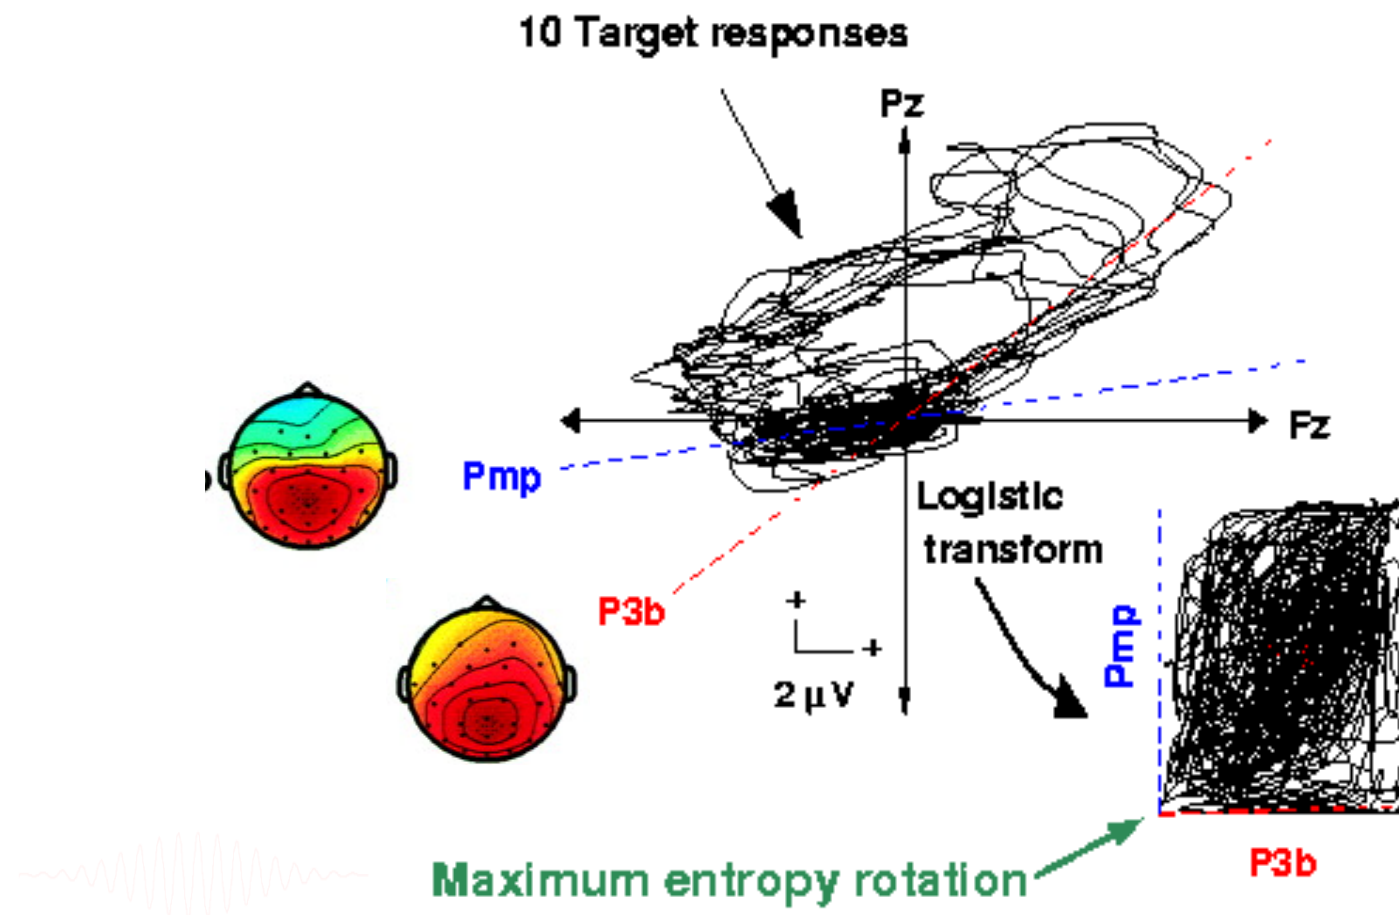 10 Target responses
Pz
Fz
Pmp
Logistic
transform
P3b
+
+
2 μV
Pmp
P3b
Maximum entropy rotation